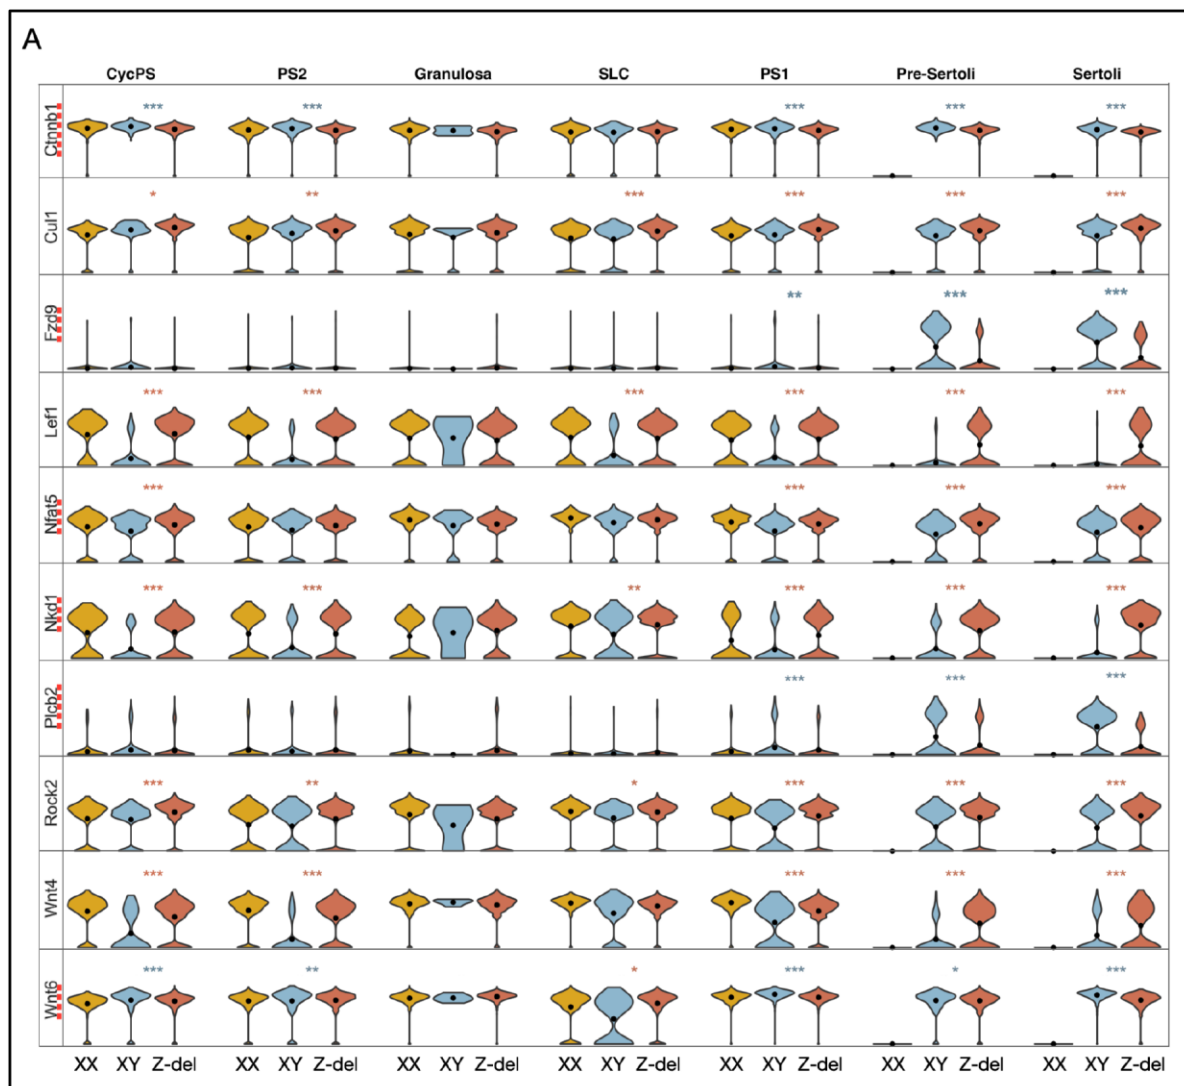 A
CycPS PS2 Granulosa SLC PS1 Pre-Sertoli Sertoli
Ctnnb1 *** *** *** *** ***
Cul1 * ** *** *** *** ***
Fzd9 ** *** ***
Lef1 *** *** *** *** *** ***
Nfat5 *** *** *** ***
Nkd1 *** *** ** *** *** ***
Plcb2 *** *** ***
Rock2 *** ** * *** *** ***
Wnt4 *** *** *** *** ***
Wnt6 *** ** * *** * ***
XX XY Z-del XX XY Z-del XX XY Z-del XX XY Z-del XX XY Z-del XX XY Z-del XX XY Z-del